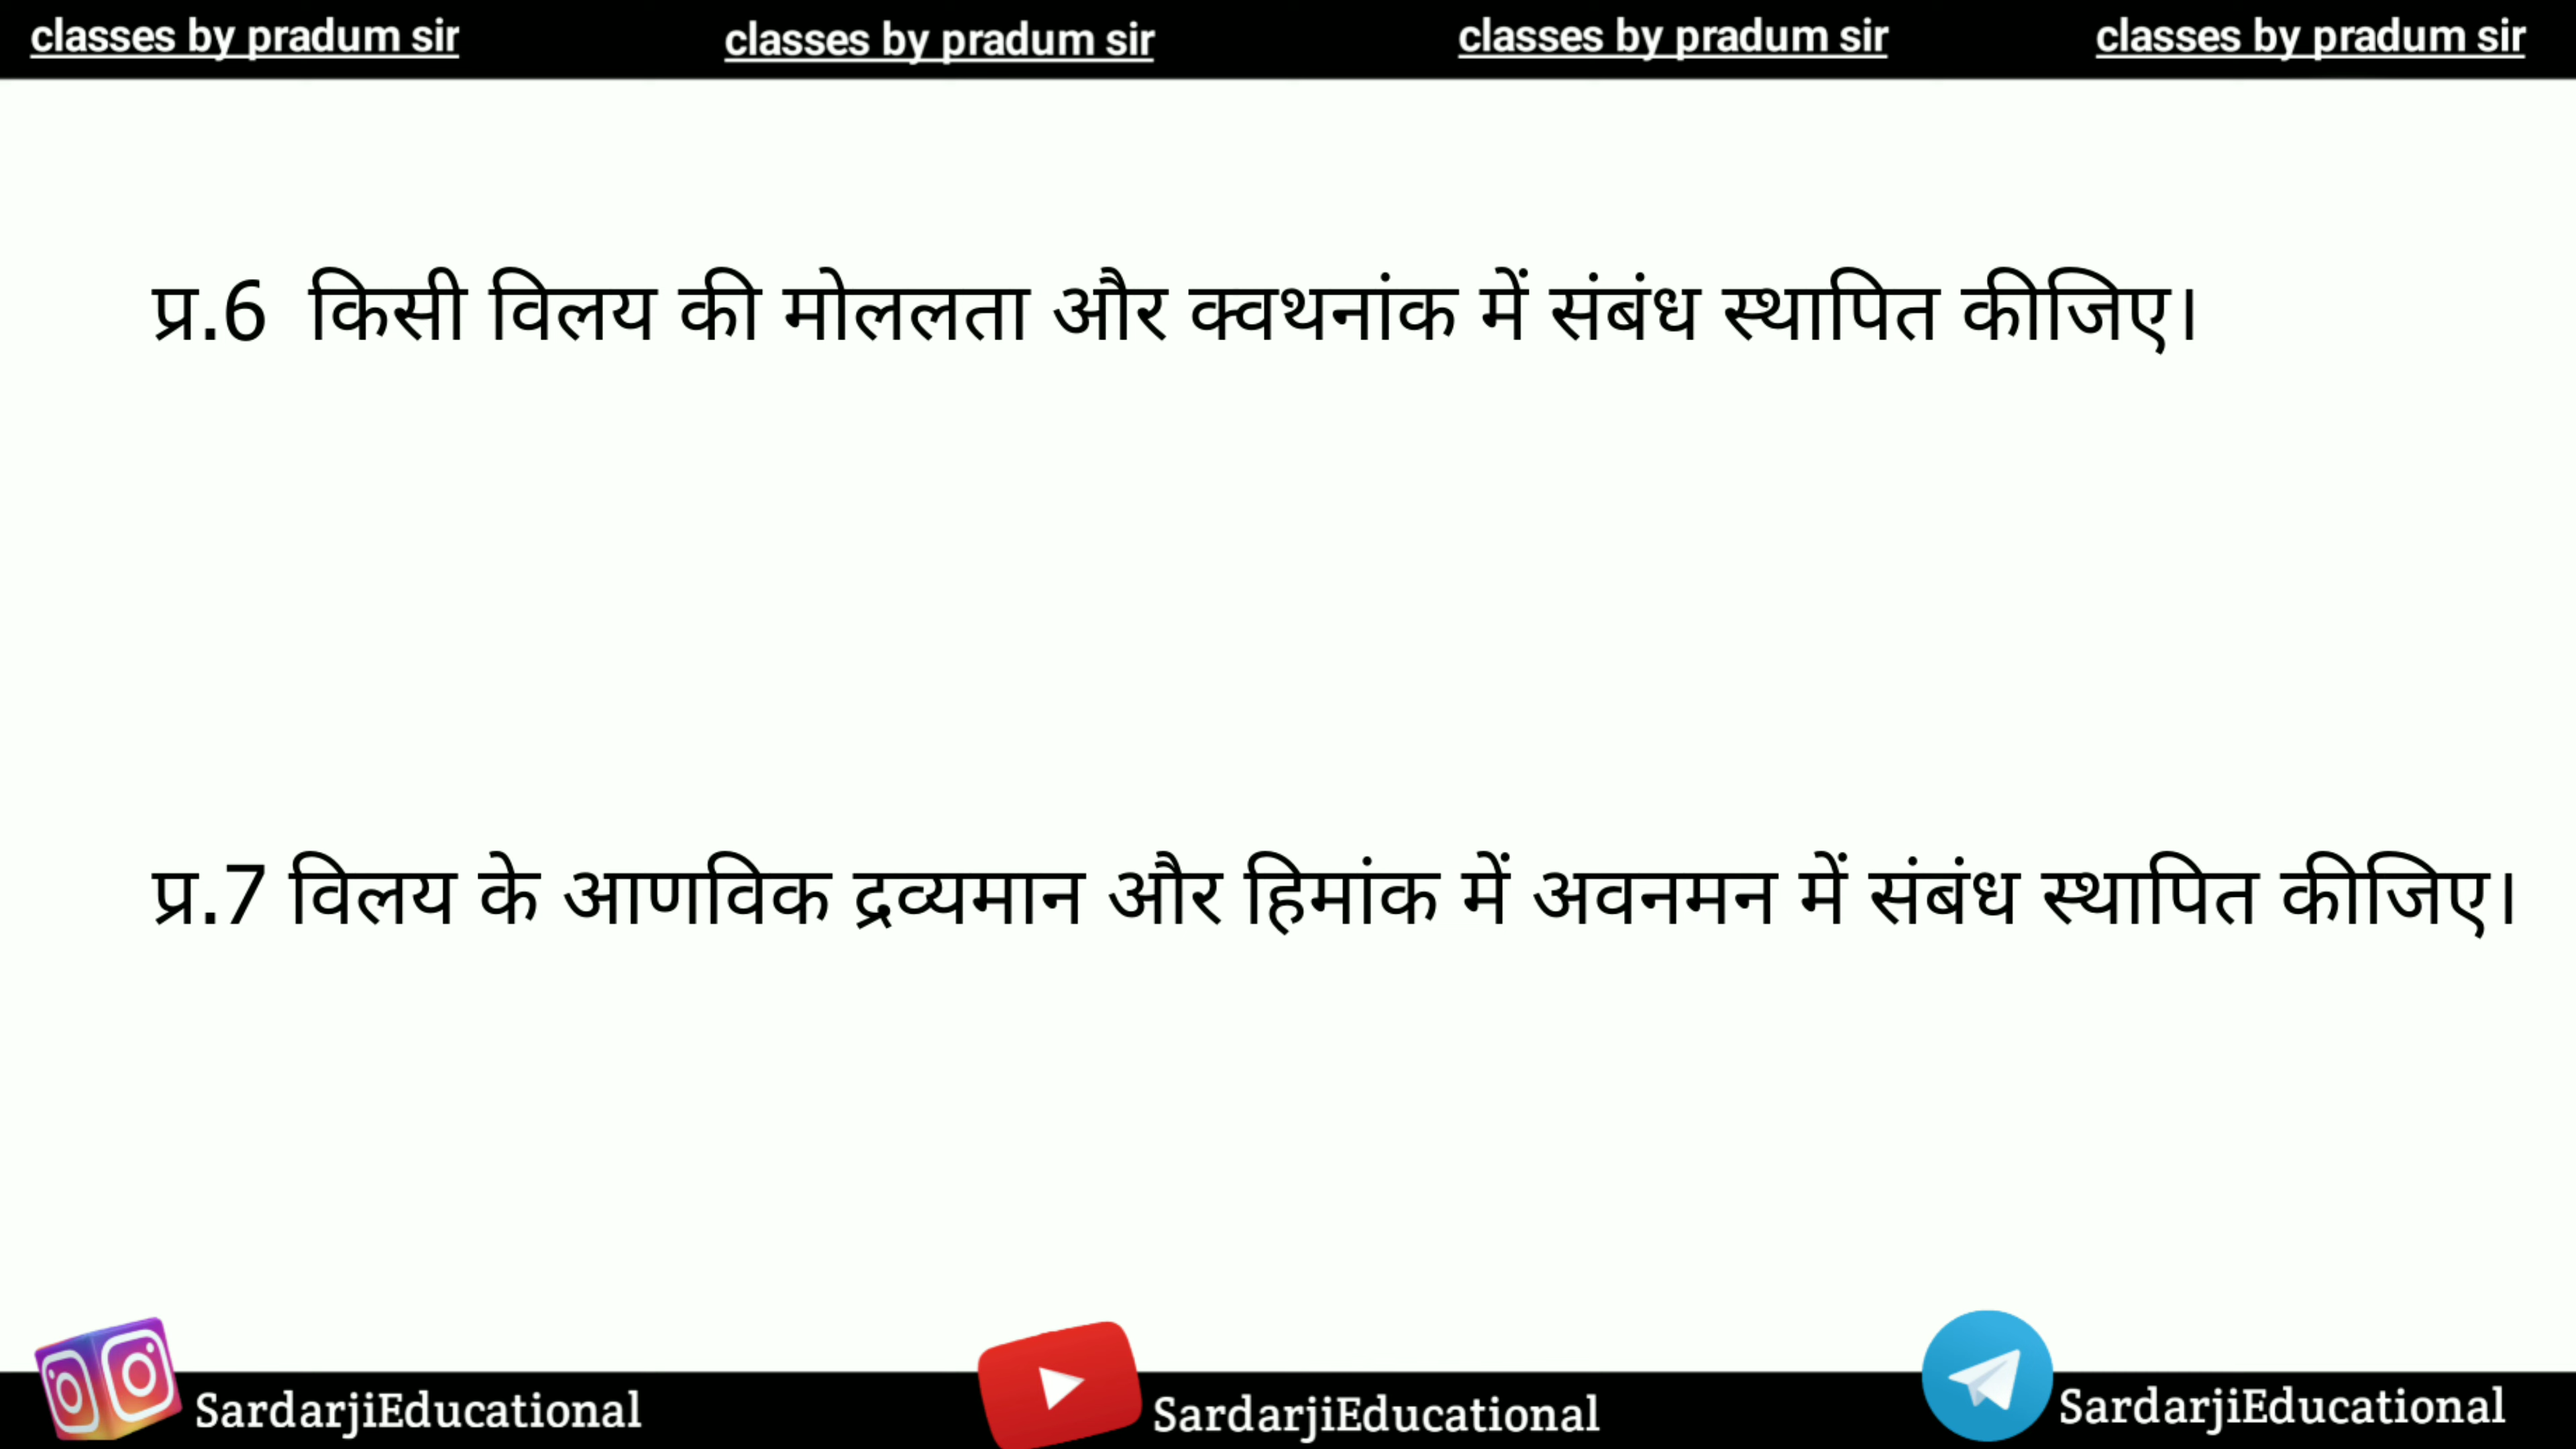 classes by pradum sir classes by pradum sir classes by pradum sir classes by pradum sir
प्र.6 किसी विलय की मोललता और क्वथनांक में संबंध स्थापित कीजिए।
प्र.7 विलय के आणविक द्रव्यमान और हिमांक में अवनमन में संबंध स्थापित कीजिए।
SardarjiEducational SardarjiEducational SardarjiEducational